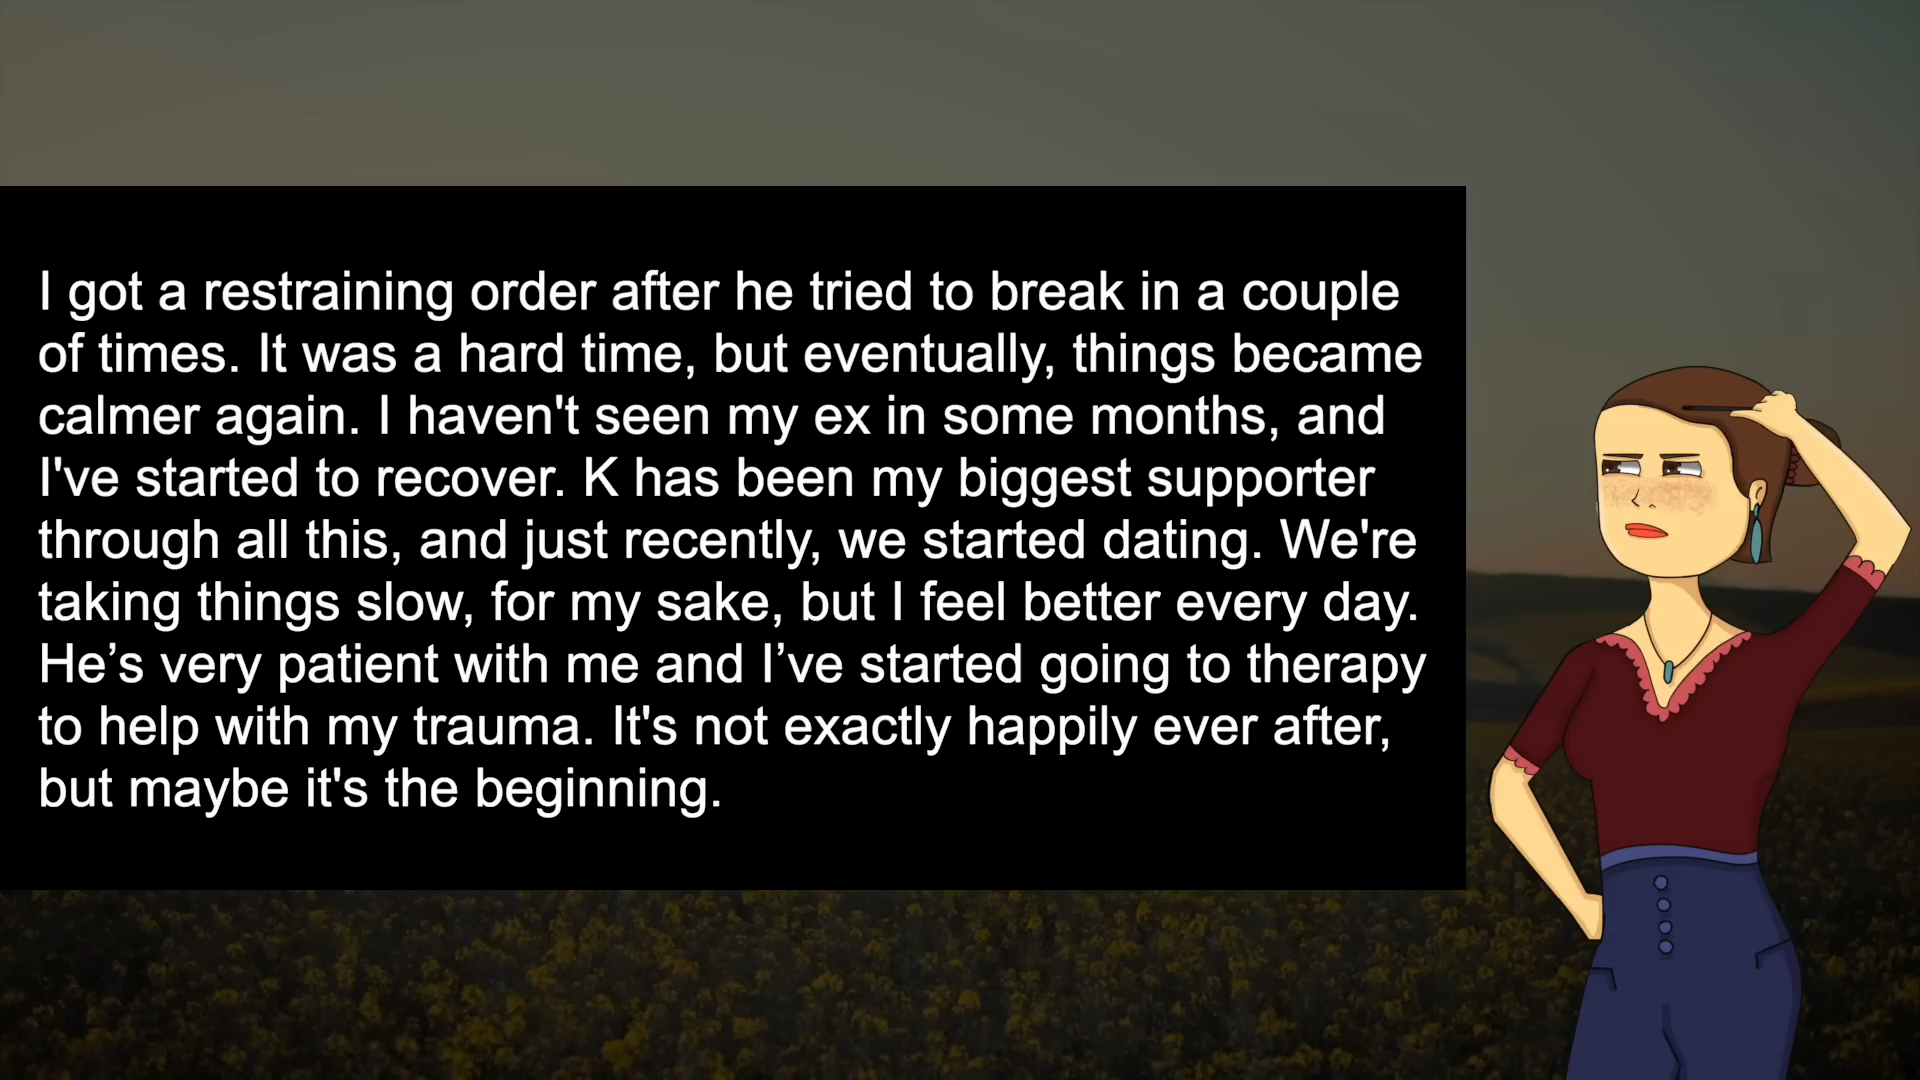 I got a restraining order after he tried to break in a couple
of times. It was a hard time, but eventually, things became
calmer again. I haven't seen my ex in some months, and
I've started to recover. K has been my biggest supporter
through all this, and just recently, we started dating. We're
taking things slow, for my sake, but I feel better every day.
He’s very patient with me and I’ve started going to therapy
to help with my trauma. It's not exactly happily ever after,
but maybe it's the beginning.